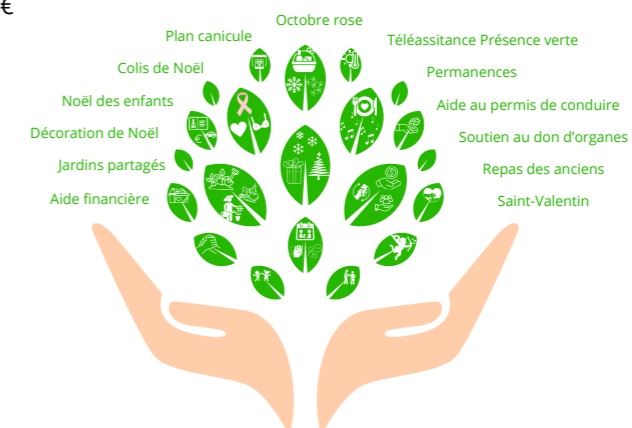 €
Octobre rose
Plan canicule
Colis de Noël
Noël des enfants
Décoration de Noël
Jardins partagés
Aide financière
Téléassitance Présence verte
Permanences
Aide au permis de conduire
Soutien au don d'organes
Repas des anciens
Saint-Valentin